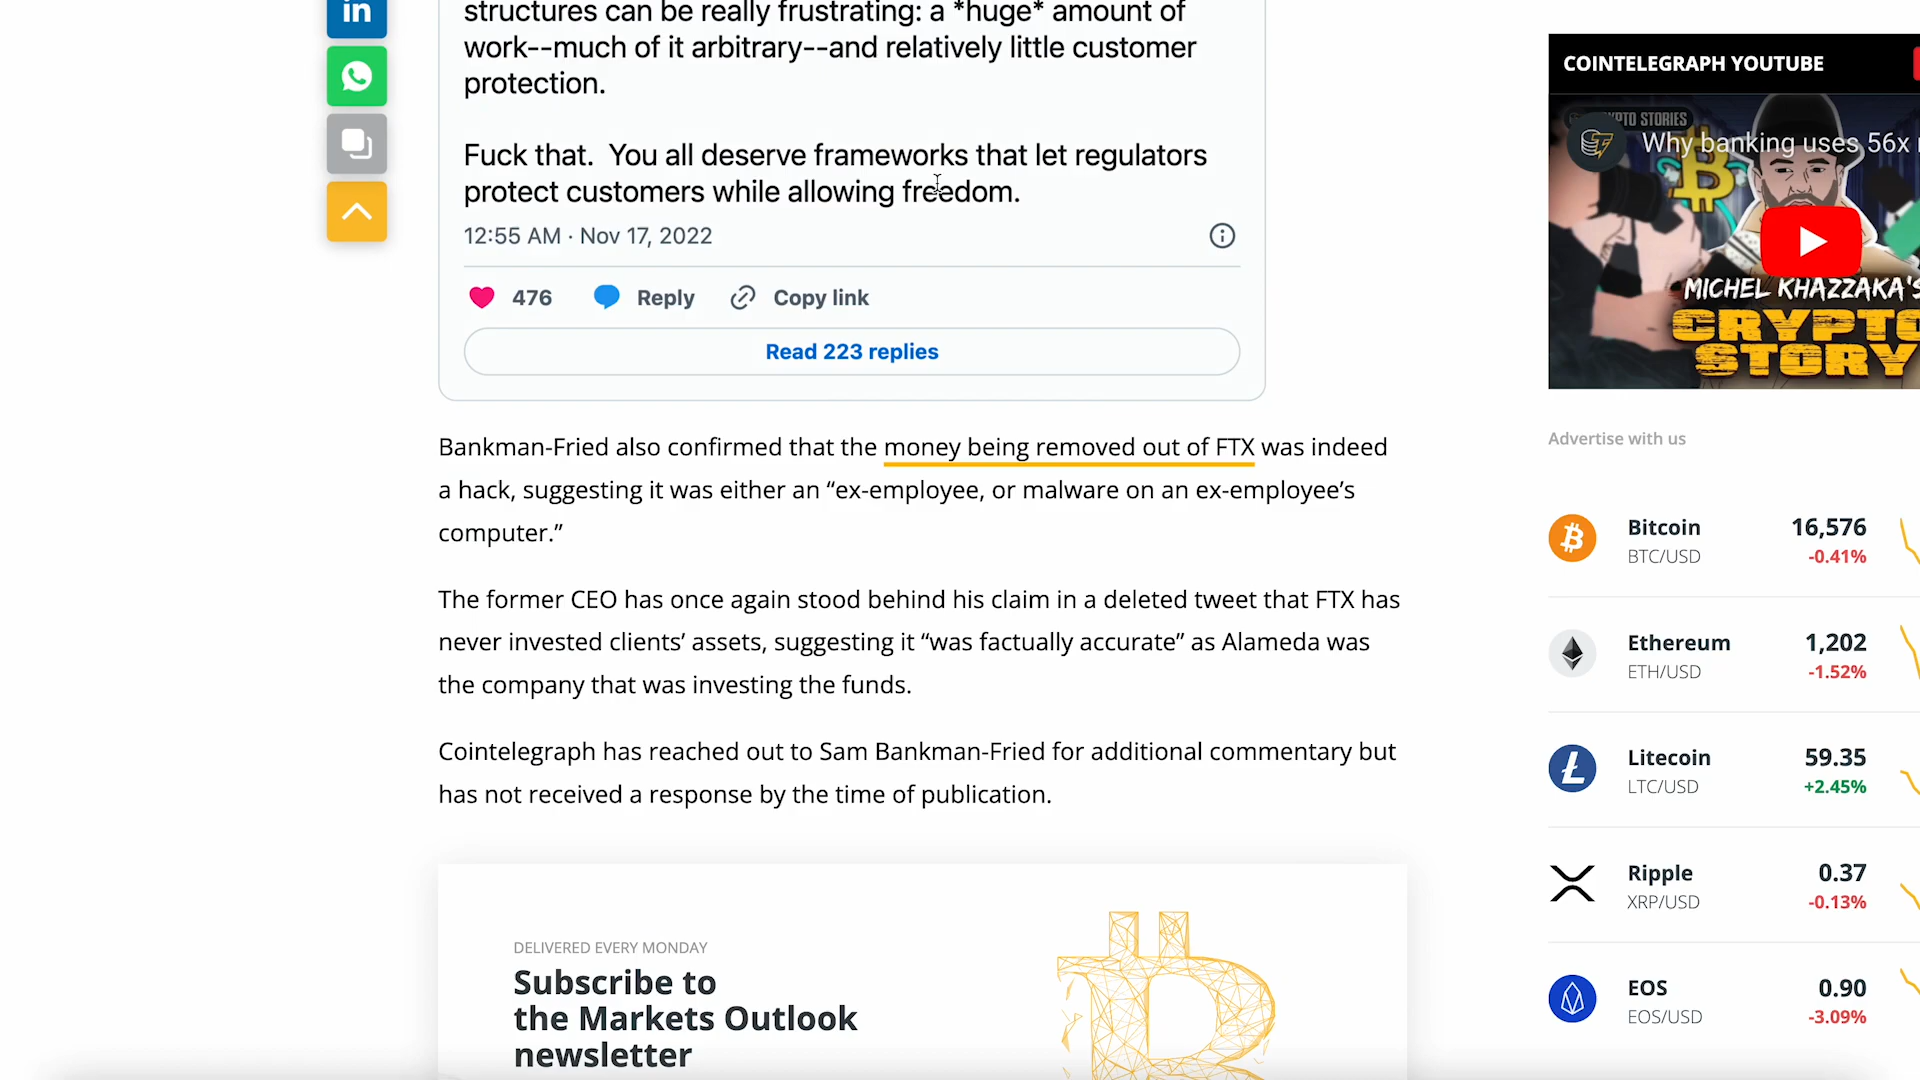 structures can be really frustrating: a *huge* amount of
work--much of it arbitrary--and relatively little customer
protection.
Fuck that.  You all deserve frameworks that let regulators
protect customers while allowing freedom.
12:55 AM · Nov 17, 2022
476 Reply Copy link
Read 223 replies
Bankman-Fried also confirmed that the money being removed out of FTX was indeed
a hack, suggesting it was either an “ex-employee, or malware on an ex-employee’s
computer.”
The former CEO has once again stood behind his claim in a deleted tweet that FTX has
never invested clients’ assets, suggesting it “was factually accurate” as Alameda was
the company that was investing the funds.
Cointelegraph has reached out to Sam Bankman-Fried for additional commentary but
has not received a response by the time of publication.
DELIVERED EVERY MONDAY
Subscribe to
the Markets Outlook
newsletter
in
COINTELEGRAPH YOUTUBE
CRYPTO STORIES
Why banking uses 56x
MICHEL KHAZZAKA'S
CRYPTO
STORY
Advertise with us
Bitcoin 16,576
BTC/USD -0.41%
Ethereum 1,202
ETH/USD -1.52%
Litecoin 59.35
LTC/USD +2.45%
Ripple 0.37
XRP/USD -0.13%
EOS 0.90
EOS/USD -3.09%